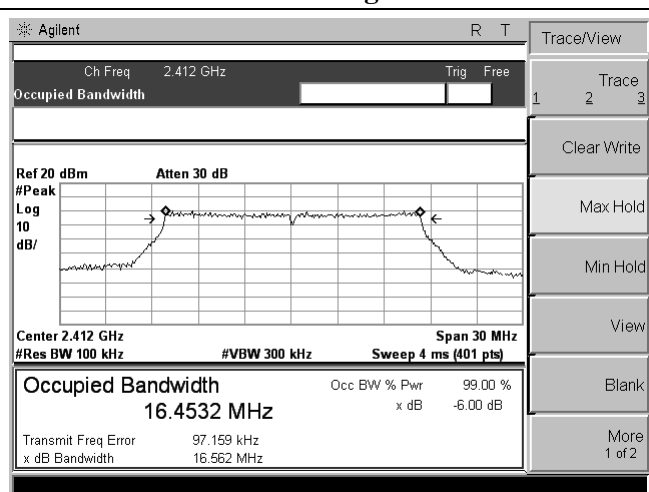 Agilent R T
Trace/View
Ch Freq 2.412 GHz Trig Free
Occupied Bandwidth
Trace
1 2 3
Clear Write
Ref 20 dBm Atten 30 dB
#Peak
Log
10
dB/
Max Hold
Min Hold
View
Center 2.412 GHz Span 30 MHz
#Res BW 100 kHz #VBW 300 kHz Sweep 4 ms (401 pts)
Occupied Bandwidth Occ BW % Pwr 99.00 %
16.4532 MHz x dB -6.00 dB
Blank
Transmit Freq Error 97.159 kHz
x dB Bandwidth 16.562 MHz
More
1 of 2